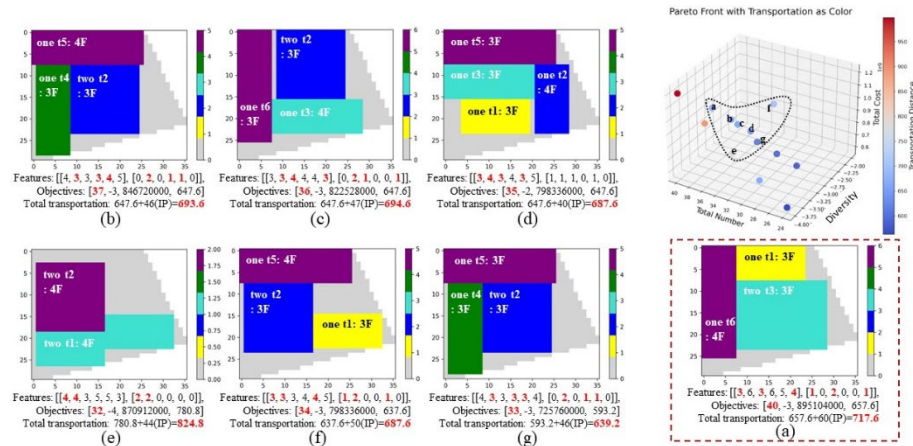 one t5: 4F
one t4
: 3F
two t2
: 3F
Features: [[4, 3, 3, 3, 4, 5], [0, 2, 0, 1, 1, 0]]
Objectives: [37, -3, 846720000, 647.6]
Total transportation: 647.6+46(IP)=693.6
(b)
two t2
: 3F
one t6
: 3F
one t3: 4F
Features: [[3, 3, 4, 4, 4, 3], [0, 2, 1, 0, 0, 1]]
Objectives: [36, -3, 822528000, 647.6]
Total transportation: 647.6+47(IP)=694.6
(c)
one t5: 3F
one t3: 3F
one t2
: 4F
one t1: 3F
Features: [[3, 4, 3, 4, 3, 5], [1, 1, 1, 0, 1, 0]]
Objectives: [35, -2, 798336000, 647.6]
Total transportation: 647.6+40(IP)=687.6
(d)
Pareto Front with Transportation as Color
a
b
c
d
e
f
g
Total Number
Diversity
Total Cost
1e9
Transportation Distance
two t2
: 4F
two t1: 4F
Features: [[4, 4, 3, 5, 5, 3], [2, 2, 0, 0, 0, 0]]
Objectives: [32, -4, 870912000, 780.8]
Total transportation: 780.8+44(IP)=824.8
(e)
one t5: 4F
two t2
: 3F
one t1: 3F
Features: [[3, 3, 3, 4, 4, 5], [1, 2, 0, 0, 1, 0]]
Objectives: [34, -3, 798336000, 637.6]
Total transportation: 637.6+50(IP)=687.6
(f)
one t5: 3F
one t4
: 3F
two t2
: 3F
Features: [[4, 3, 4, 3, 3, 4], [0, 2, 0, 1, 1, 0]]
Objectives: [33, -3, 725760000, 593.2]
Total transportation: 593.2+46(IP)=639.2
(g)
one t1: 3F
two t3: 3F
one t6
: 4F
Features: [[3, 6, 3, 6, 5, 4], [1, 0, 2, 0, 0, 1]]
Objectives: [40, -3, 895104000, 657.6]
Total transportation: 657.6+60(IP)=717.6
(a)